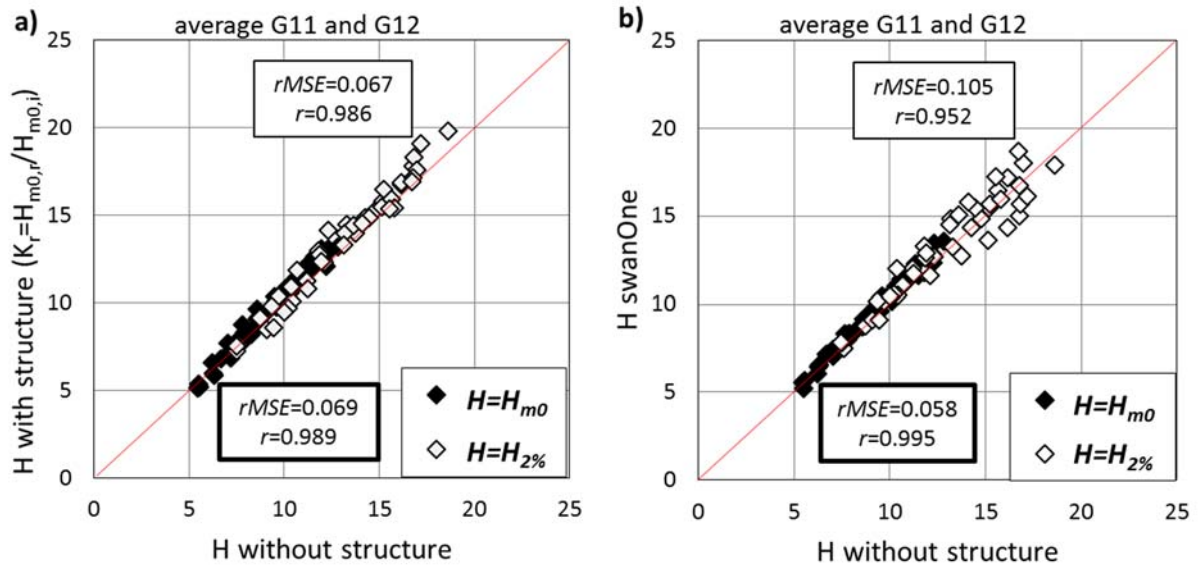 a)
average G11 and G12
25
20
15
10
5
0
H with structure (Kr=Hm0,r/Hm0,i)
rMSE=0.067
r=0.986
rMSE=0.069
r=0.989
H=Hm0
H=H2%
0 5 10 15 20 25
H without structure
b)
average G11 and G12
25
20
15
10
5
0
H swanOne
rMSE=0.105
r=0.952
rMSE=0.058
r=0.995
H=Hm0
H=H2%
0 5 10 15 20 25
H without structure